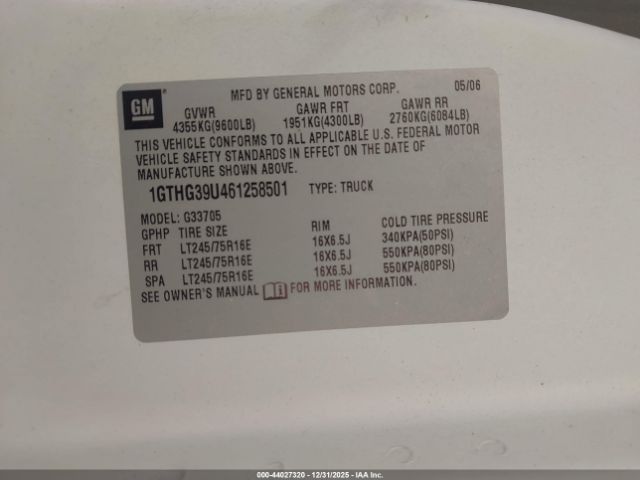 GM
MFD BY GENERAL MOTORS CORP. 05/06
GVWR GAWR FRT GAWR RR
4355KG(9600LB) 1951KG(4300LB) 2760KG(6084LB)
THIS VEHICLE CONFORMS TO ALL APPLICABLE U.S. FEDERAL MOTOR
VEHICLE SAFETY STANDARDS IN EFFECT ON THE DATE OF
MANUFACTURE SHOWN ABOVE.
1GTHG39U461258501 TYPE: TRUCK
MODEL: G33705
GPHP TIRE SIZE RIM COLD TIRE PRESSURE
FRT LT245/75R16E 16X6.5J 340KPA(50PSI)
RR LT245/75R16E 16X6.5J 550KPA(80PSI)
SPA LT245/75R16E 16X6.5J 550KPA(80PSI)
SEE OWNER'S MANUAL FOR MORE INFORMATION.
000-44027320 - 12/31/2025 - IAAI.com